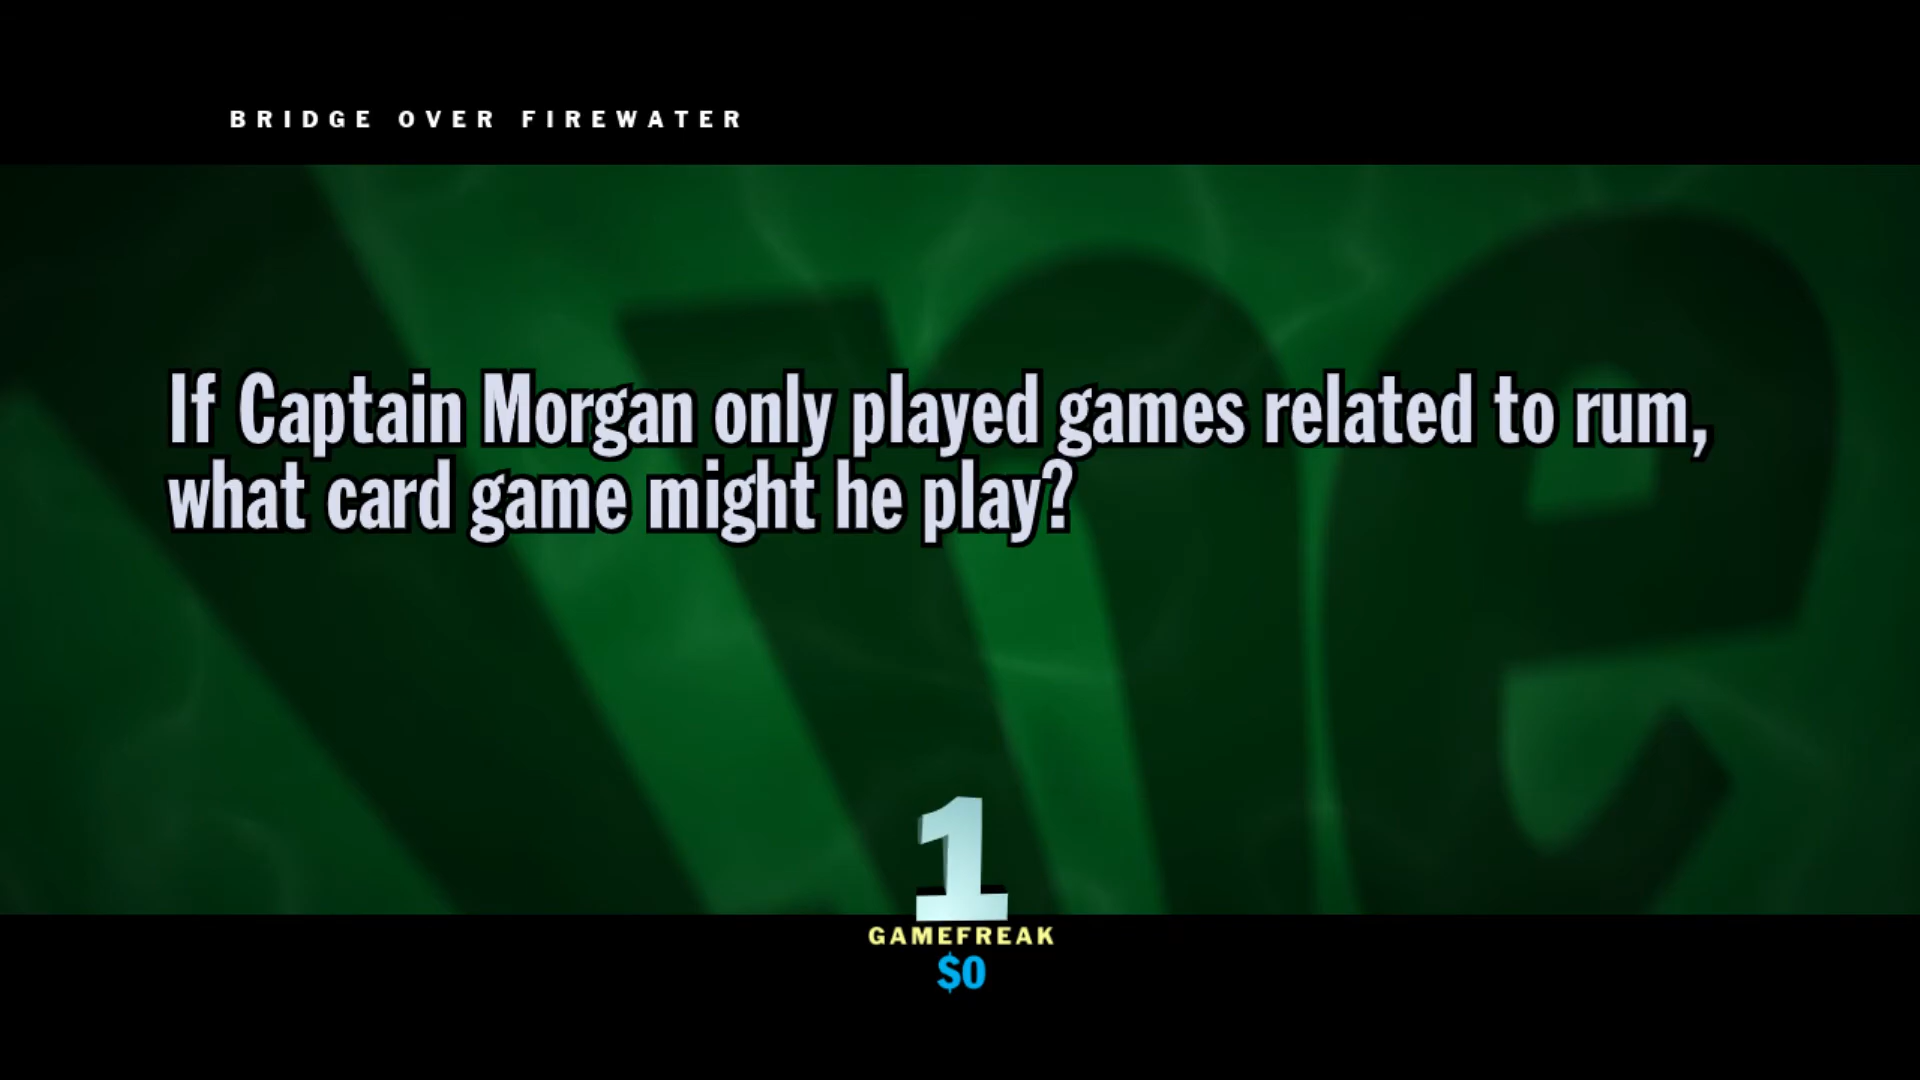 BRIDGE OVER FIREWATER
If Captain Morgan only played games related to rum,
what card game might he play?
1
GAMEFREAK
$0